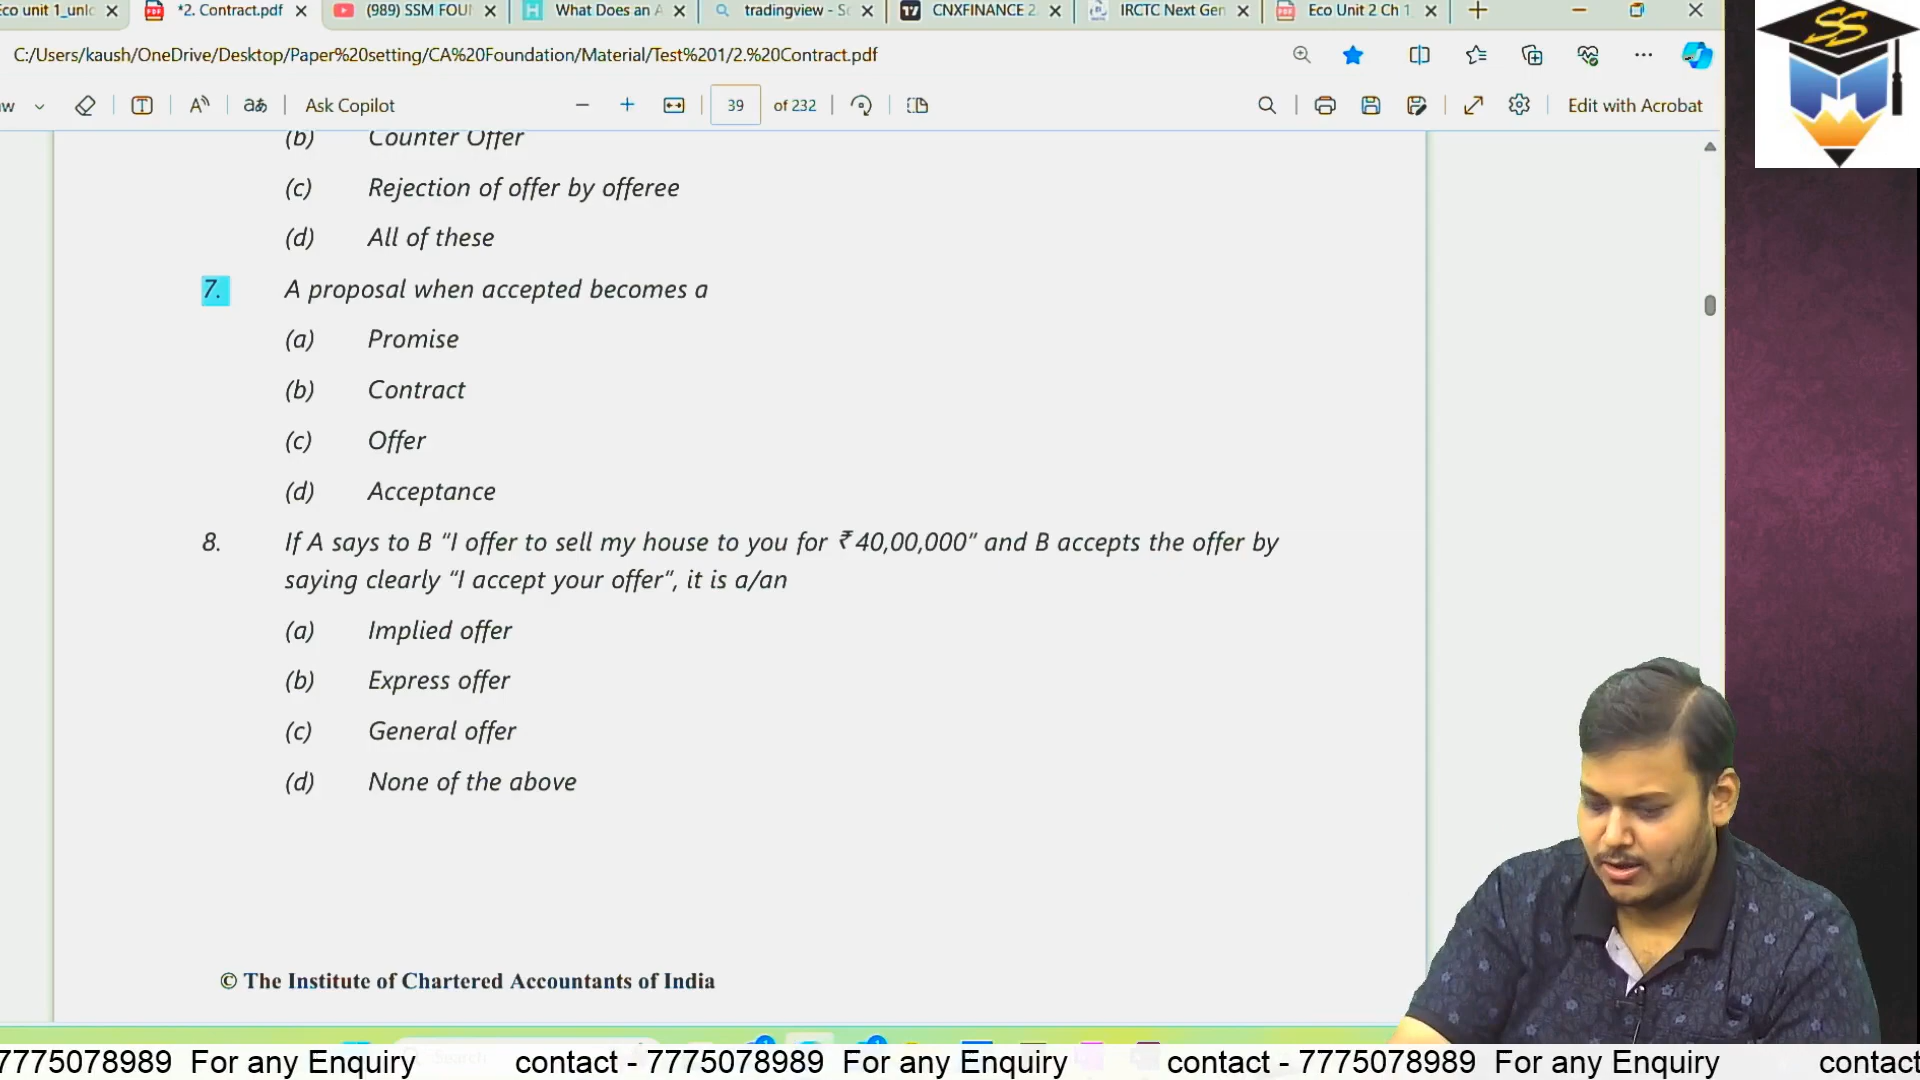 Eco unit 1_unlc
*2. Contract.pdf
(989) SSM FOUN
What Does an A
tradingview - Se
CNXFINANCE 2
IRCTC Next Gen
Eco Unit 2 Ch 1
C:/Users/kaush/OneDrive/Desktop/Paper%20setting/CA%20Foundation/Material/Test%201/2.%20Contract.pdf
Ask Copilot
39
of 232
Edit with Acrobat
(b) Counter Offer
(c) Rejection of offer by offeree
(d) All of these
7. A proposal when accepted becomes a
(a) Promise
(b) Contract
(c) Offer
(d) Acceptance
8. If A says to B “I offer to sell my house to you for ₹ 40,00,000” and B accepts the offer by
saying clearly “I accept your offer”, it is a/an
(a) Implied offer
(b) Express offer
(c) General offer
(d) None of the above
© The Institute of Chartered Accountants of India
Search
7775078989 For any Enquiry contact - 7775078989 For any Enquiry contact - 7775078989 For any Enquiry contact